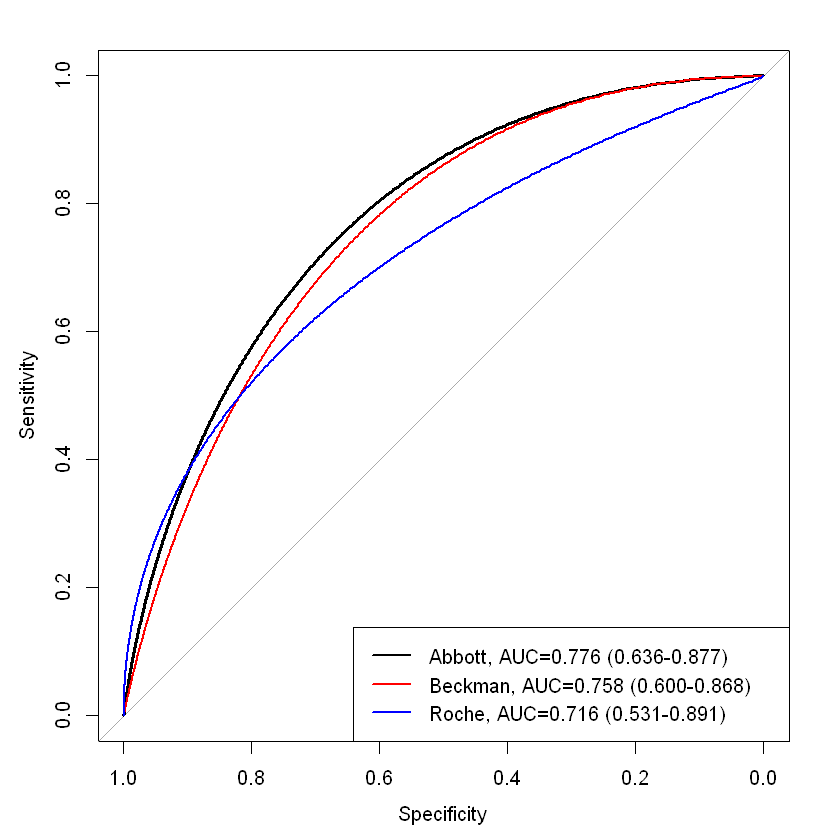 1.0
0.8
0.6
0.4
0.2
0.0
Sensitivity
Abbott, AUC=0.776 (0.636-0.877)
Beckman, AUC=0.758 (0.600-0.868)
Roche, AUC=0.716 (0.531-0.891)
1.0 0.8 0.6 0.4 0.2 0.0
Specificity